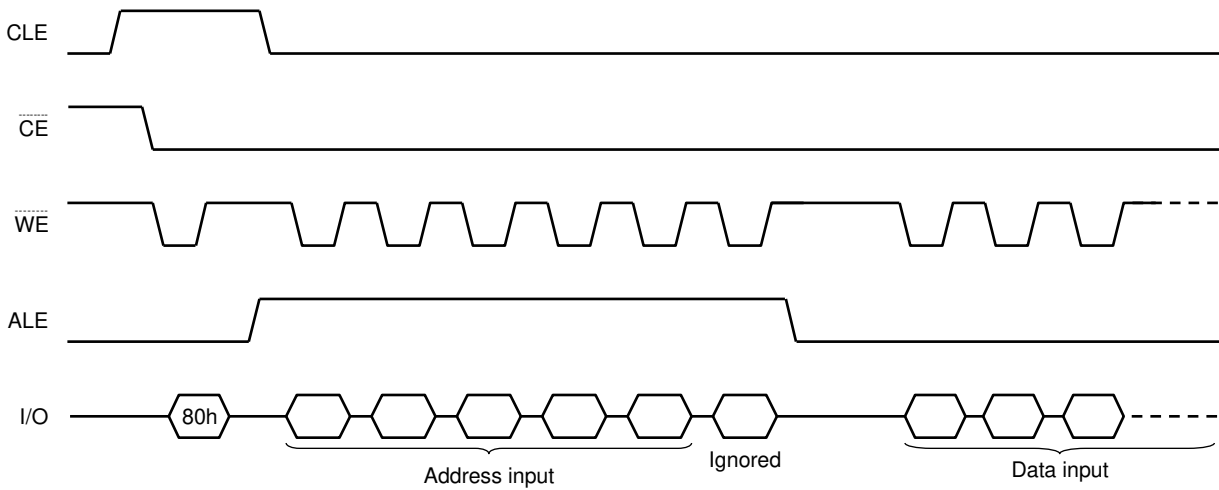 CLE
CE
WE
ALE
I/O
80h
Address input
Ignored
Data input